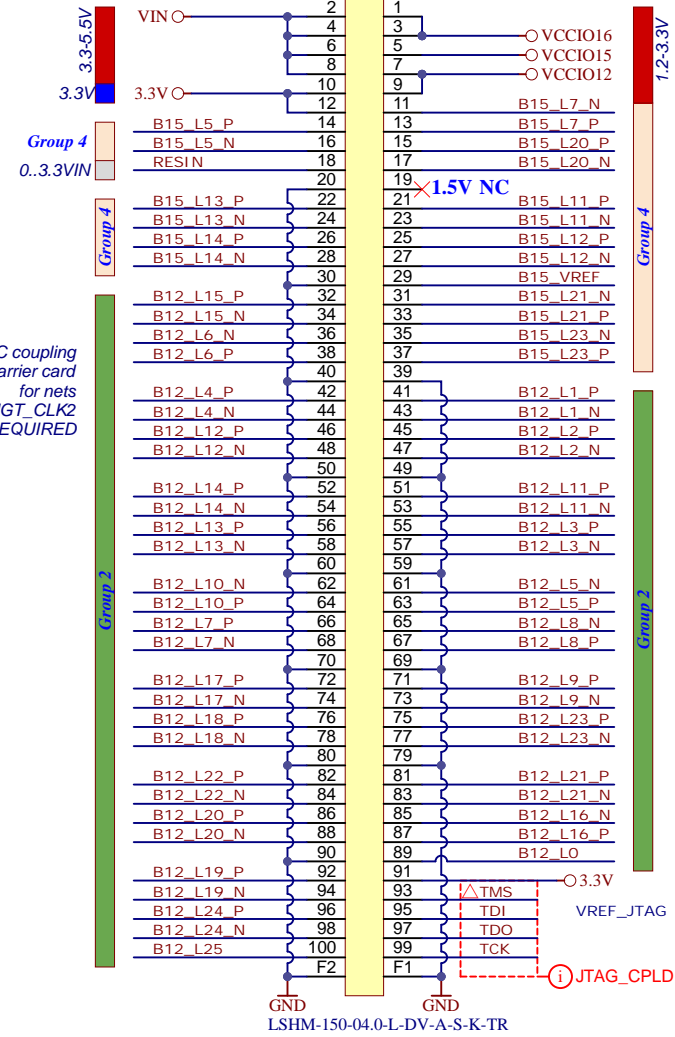 3.3-5.5V
VIN
2
1
4
3
VCCIO16
6
5
VCCIO15
8
7
VCCIO12
1.2-3.3V
3.3V
3.3V
10
9
12
11
B15_L7_N
B15_L5_P
14
13
B15_L7_P
Group 4
B15_L5_N
16
15
B15_L20_P
0..3.3VIN
RESIN
18
17
B15_L20_N
20
19
1.5V NC
B15_L13_P
22
21
B15_L11_P
B15_L13_N
24
23
B15_L11_N
Group 4
B15_L14_P
26
25
B15_L12_P
Group 4
B15_L14_N
28
27
B15_L12_N
30
29
B15_VREF
B12_L15_P
32
31
B15_L21_N
B12_L15_N
34
33
B15_L21_P
B12_L6_N
36
35
B15_L23_N
C coupling
B12_L6_P
38
37
B15_L23_P
arrier card
40
39
for nets
B12_L4_P
42
41
B12_L1_P
GT_CLK2
B12_L4_N
44
43
B12_L1_N
EQUIRED
B12_L12_P
46
45
B12_L2_P
B12_L12_N
48
47
B12_L2_N
50
49
B12_L14_P
52
51
B12_L11_P
B12_L14_N
54
53
B12_L11_N
B12_L13_P
56
55
B12_L3_P
B12_L13_N
58
57
B12_L3_N
60
59
Group 2
B12_L10_N
62
61
B12_L5_N
B12_L10_P
64
63
B12_L5_P
Group 2
B12_L7_P
66
65
B12_L8_N
B12_L7_N
68
67
B12_L8_P
70
69
B12_L17_P
72
71
B12_L9_P
B12_L17_N
74
73
B12_L9_N
B12_L18_P
76
75
B12_L23_P
B12_L18_N
78
77
B12_L23_N
80
79
B12_L22_P
82
81
B12_L21_P
B12_L22_N
84
83
B12_L21_N
B12_L20_P
86
85
B12_L16_N
B12_L20_N
88
87
B12_L16_P
90
89
B12_L0
B12_L19_P
92
91
3.3V
B12_L19_N
94
93
TMS
B12_L24_P
96
95
TDI
VREF_JTAG
B12_L24_N
98
97
TDO
B12_L25
100
99
TCK
F2
F1
i JTAG_CPLD
GND
GND
LSHM-150-04.0-L-DV-A-S-K-TR